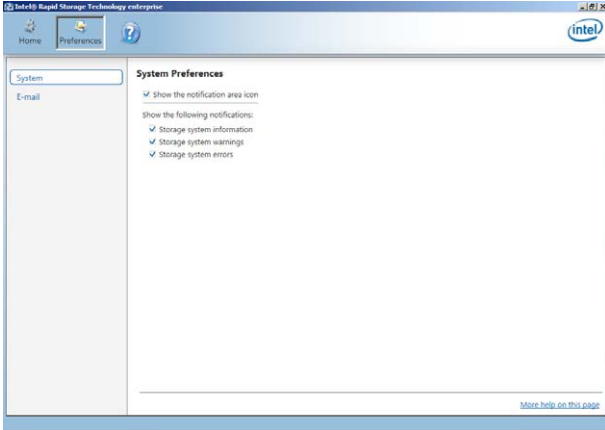 Intel® Rapid Storage Technology enterprise
Home
Preferences
?
intel
System
E-mail
System Preferences
Show the notification area icon
Show the following notifications:
Storage system information
Storage system warnings
Storage system errors
More help on this page